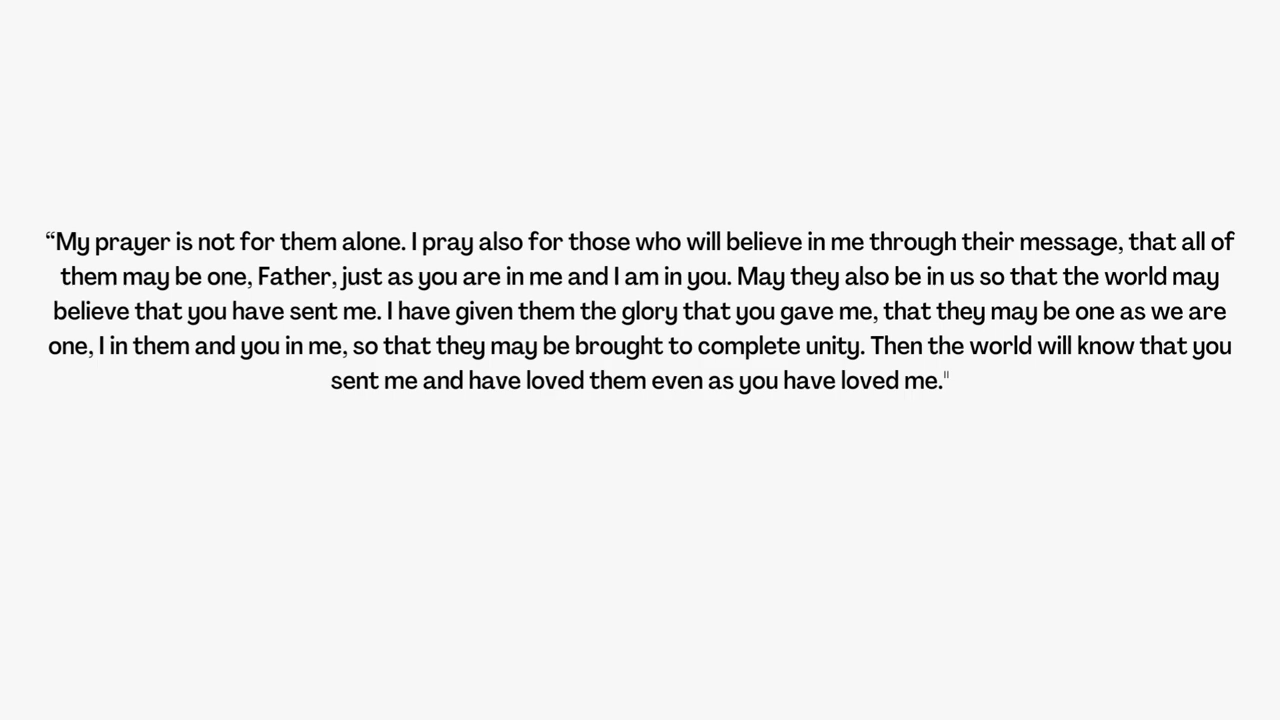 “My prayer is not for them alone. I pray also for those who will believe in me through their message, that all of
them may be one, Father, just as you are in me and I am in you. May they also be in us so that the world may
believe that you have sent me. I have given them the glory that you gave me, that they may be one as we are
one, I in them and you in me, so that they may be brought to complete unity. Then the world will know that you
sent me and have loved them even as you have loved me."